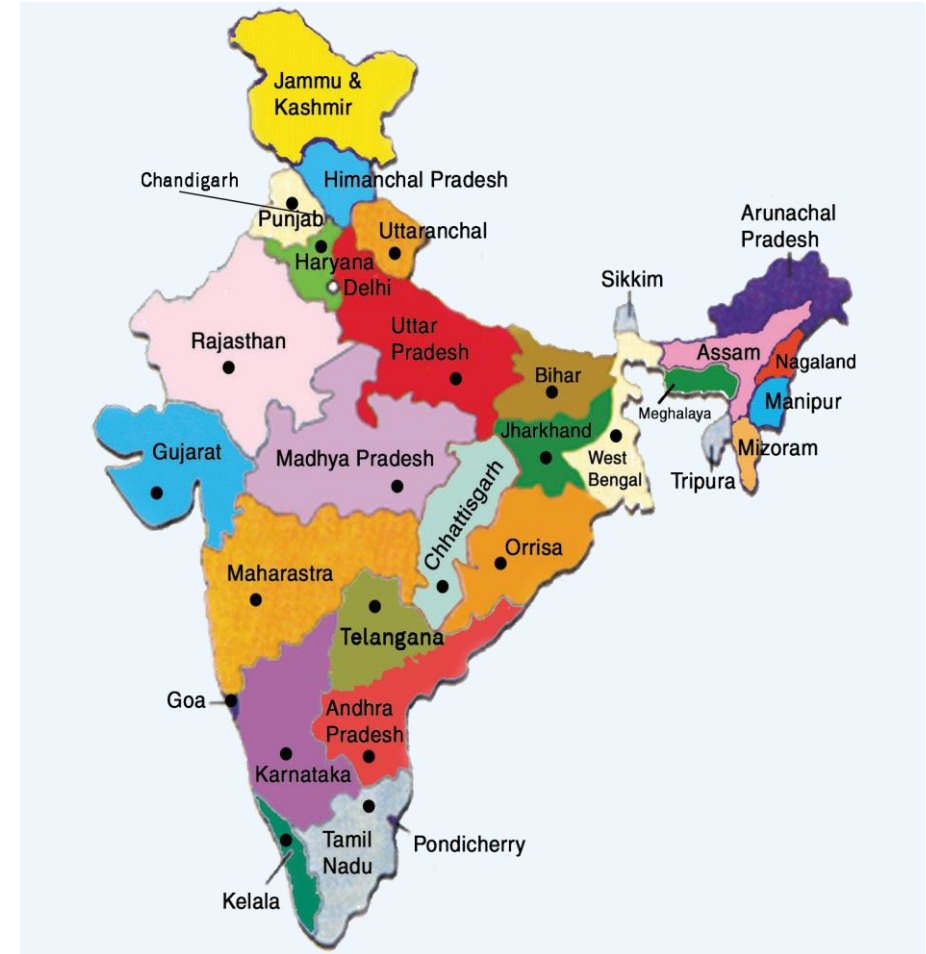 Jammu &
Kashmir
Chandigarh
Himanchal Pradesh
Punjab
Uttaranchal
Haryana
Delhi
Arunachal
Pradesh
Sikkim
Rajasthan
Uttar
Pradesh
Bihar
Assam
Nagaland
Meghalaya
Manipur
Gujarat
Madhya Pradesh
Jharkhand
West
Bengal
Tripura
Mizoram
Chhattisgarh
Orrisa
Maharastra
Telangana
Goa
Andhra
Pradesh
Karnataka
Tamil
Nadu
Pondicherry
Kelala